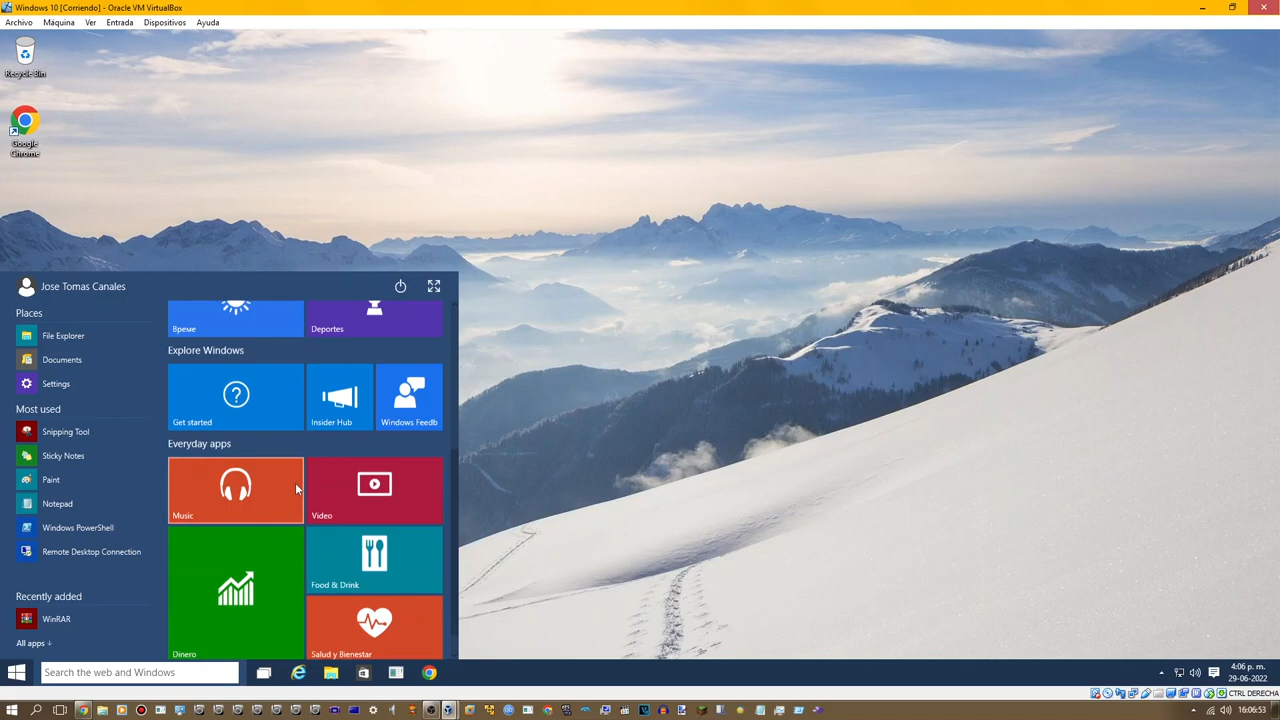 Windows 10 [Corriendo] - Oracle VM VirtualBox
Archivo Máquina Ver Entrada Dispositivos Ayuda
Recycle Bin
Google
Chrome
Jose Tomas Canales
Places
File Explorer
Documents
Settings
Most used
Snipping Tool
Sticky Notes
Paint
Notepad
Windows PowerShell
Remote Desktop Connection
Recently added
WinRAR
All apps
Време
Deportes
Explore Windows
Get started
Insider Hub
Windows Feedb
Everyday apps
Music
Video
Food & Drink
Dinero
Salud y Bienestar
Search the web and Windows
4:06 p. m.
29-06-2022
CTRL DERECHA
16:06:53